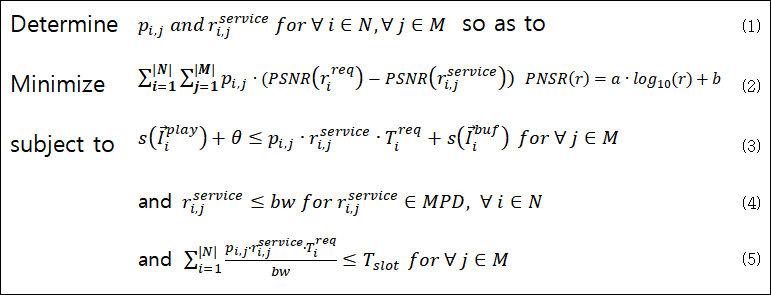 Determine p_{i,j} and r_{i,j}^{service} for ∀ i ∈ N, ∀ j ∈ M so as to (1)
Minimize ∑_{i=1}^{|N|} ∑_{j=1}^{|M|} p_{i,j} · (PSNR(r_i^{req}) − PSNR(r_{i,j}^{service})) PNSR(r) = a · log_{10}(r) + b (2)
subject to s(\vec{I}_i^{play}) + θ ≤ p_{i,j} · r_{i,j}^{service} · T_i^{req} + s(\vec{I}_i^{buf}) for ∀ j ∈ M (3)
and r_{i,j}^{service} ≤ bw for r_{i,j}^{service} ∈ MPD, ∀ i ∈ N (4)
and ∑_{i=1}^{|N|} \frac{p_{i,j}·r_{i,j}^{service}·T_i^{req}}{bw} ≤ T_{slot} for ∀ j ∈ M (5)